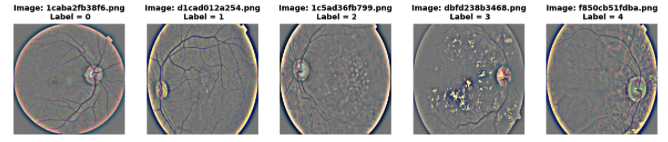 Image: 1caba2fb38f6.png
Label = 0
Image: d1cad012a254.png
Label = 1
Image: 1c5ad36fb799.png
Label = 2
Image: dbfd238b3468.png
Label = 3
Image: f850cb51fdba.png
Label = 4